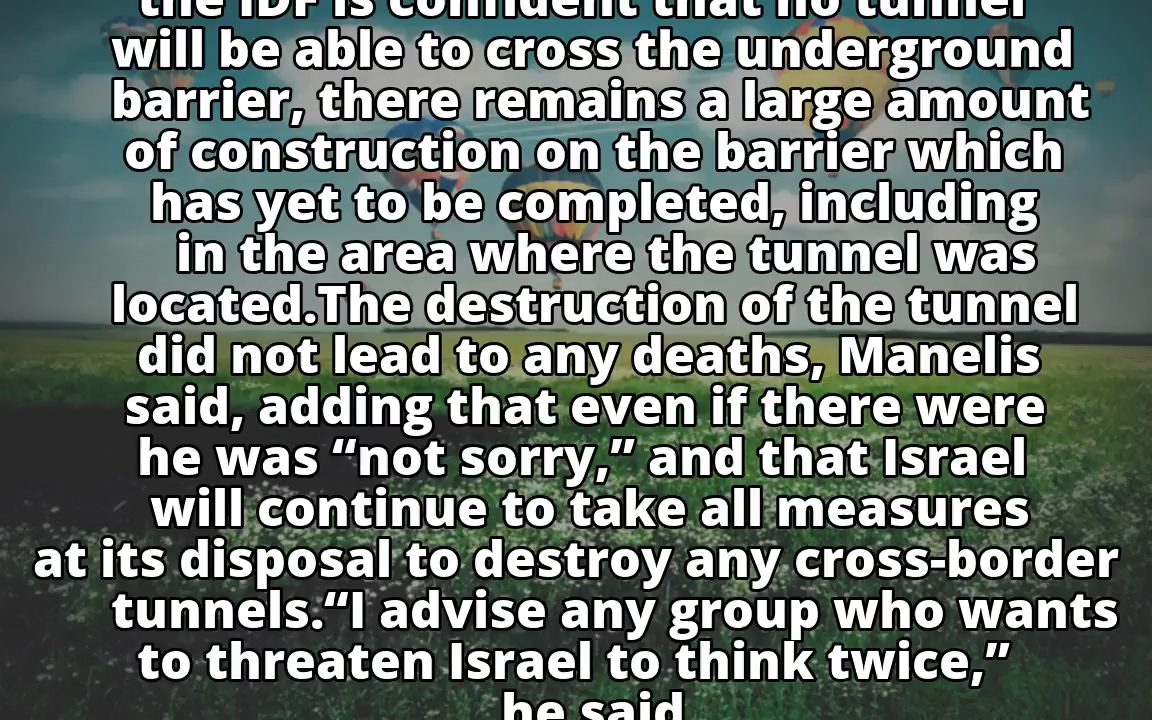 the IDF is confident that no tunnel
will be able to cross the underground
barrier, there remains a large amount
of construction on the barrier which
has yet to be completed, including
in the area where the tunnel was
located.The destruction of the tunnel
did not lead to any deaths, Manelis
said, adding that even if there were
he was “not sorry,” and that Israel
will continue to take all measures
at its disposal to destroy any cross-border
tunnels.“I advise any group who wants
to threaten Israel to think twice,”
he said